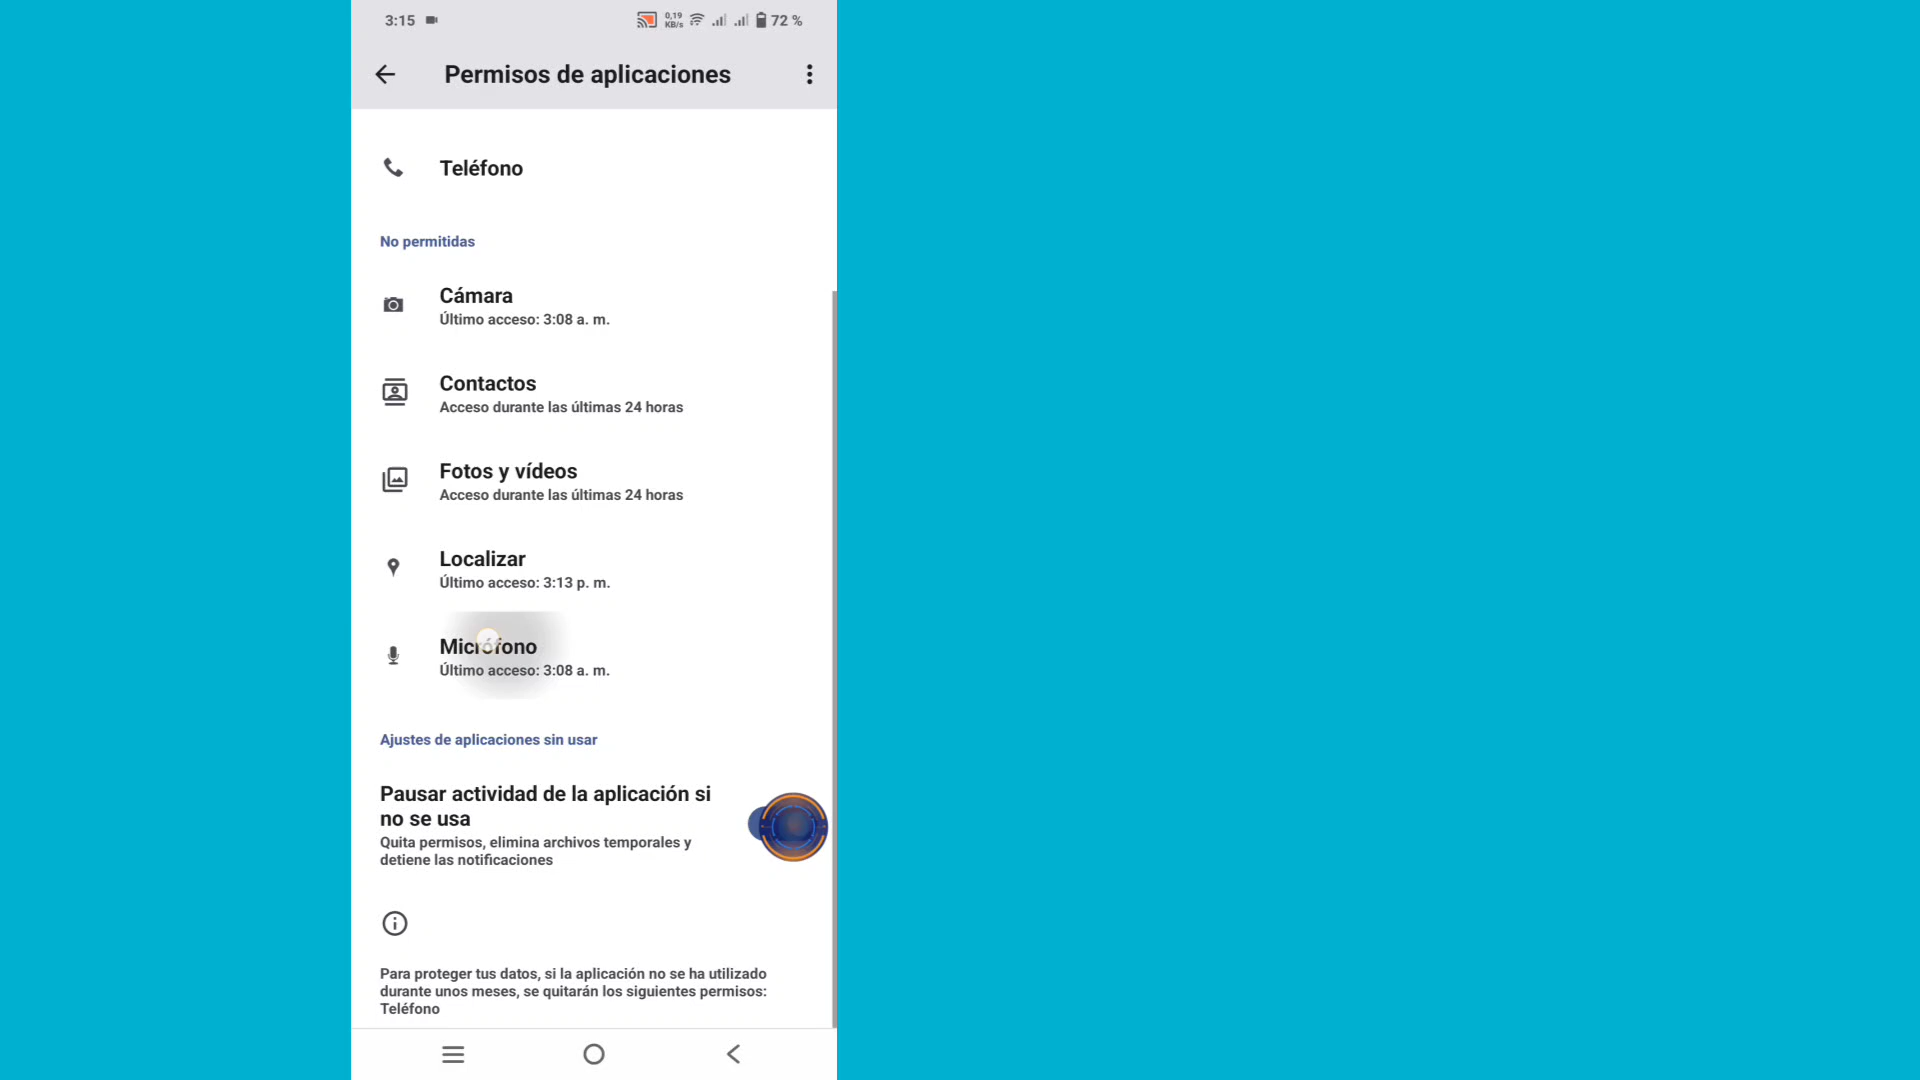 3:15
0,19
KB/s
72 %
Permisos de aplicaciones
Teléfono
No permitidas
Cámara
Último acceso: 3:08 a. m.
Contactos
Acceso durante las últimas 24 horas
Fotos y vídeos
Acceso durante las últimas 24 horas
Localizar
Último acceso: 3:13 p. m.
Micrófono
Último acceso: 3:08 a. m.
Ajustes de aplicaciones sin usar
Pausar actividad de la aplicación si
no se usa
Quita permisos, elimina archivos temporales y
detiene las notificaciones
Para proteger tus datos, si la aplicación no se ha utilizado
durante unos meses, se quitarán los siguientes permisos:
Teléfono